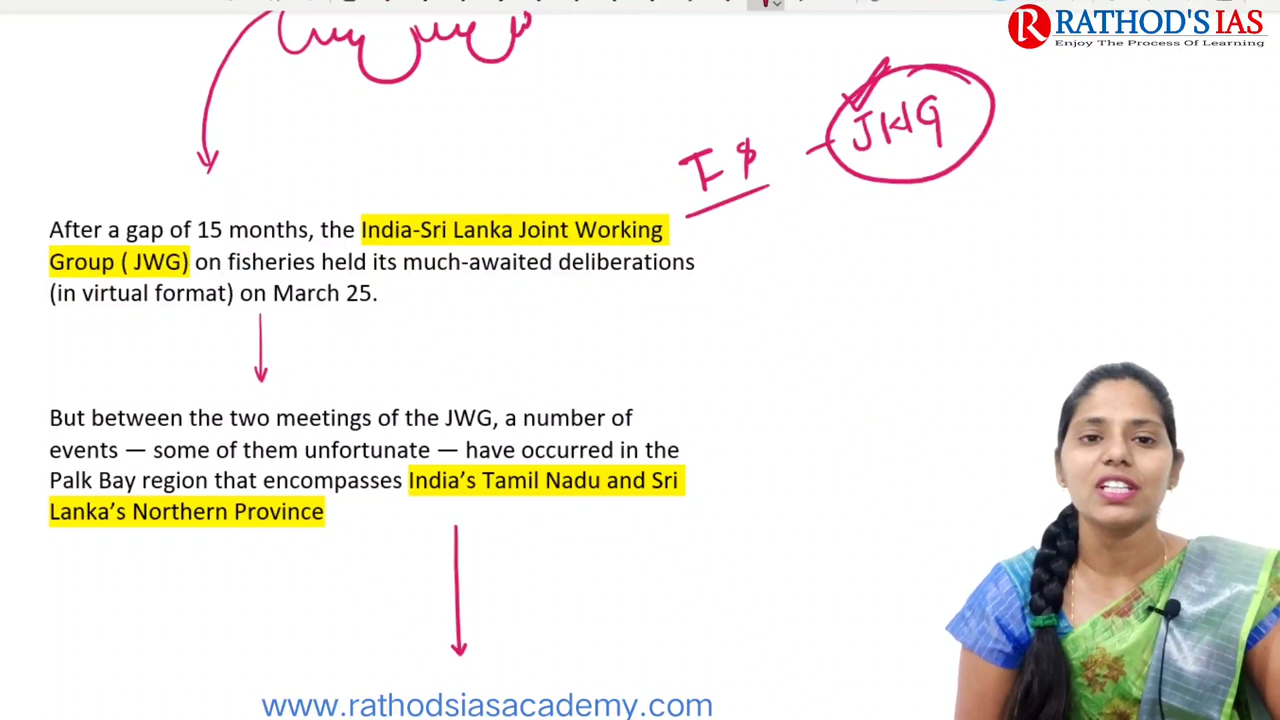 RATHOD'S IAS
Enjoy The Process Of Learning
JWG
After a gap of 15 months, the India-Sri Lanka Joint Working
Group ( JWG) on fisheries held its much-awaited deliberations
(in virtual format) on March 25.
But between the two meetings of the JWG, a number of
events — some of them unfortunate — have occurred in the
Palk Bay region that encompasses India's Tamil Nadu and Sri
Lanka's Northern Province
www.rathodsiasacademy.com